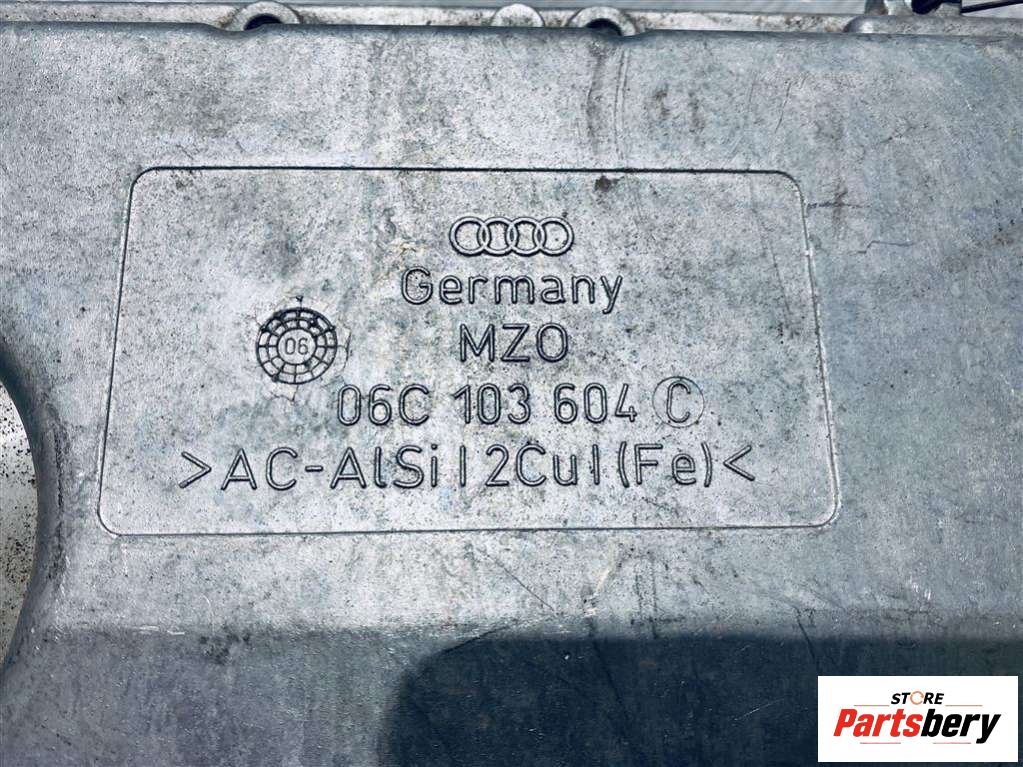 Germany
06
MZO
06C 103 604 C
>AC-AlSi12Cu1(Fe)<
STORE
Partsbery